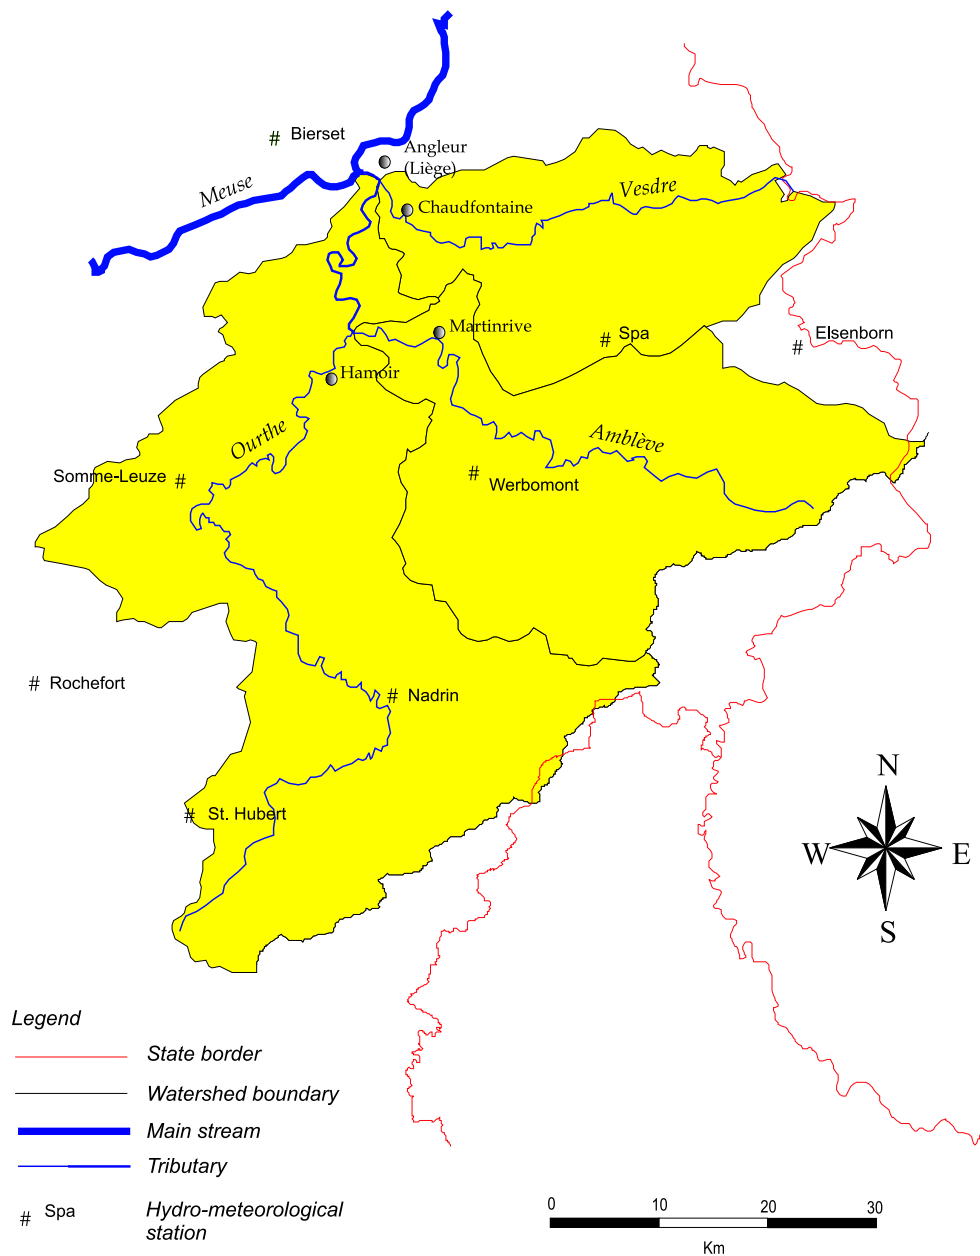 Bierset
Angleur
(Liège)
Meuse
Vesdre
Chaudfontaine
Martinrive
Spa
Elsenborn
Hamoir
Ourthe
Amblève
Somme-Leuze
Werbomont
Rochefort
Nadrin
St. Hubert
N
W
E
S
Legend
State border
Watershed boundary
Main stream
Tributary
# Spa
Hydro-meteorological
station
0 10 20 30
Km